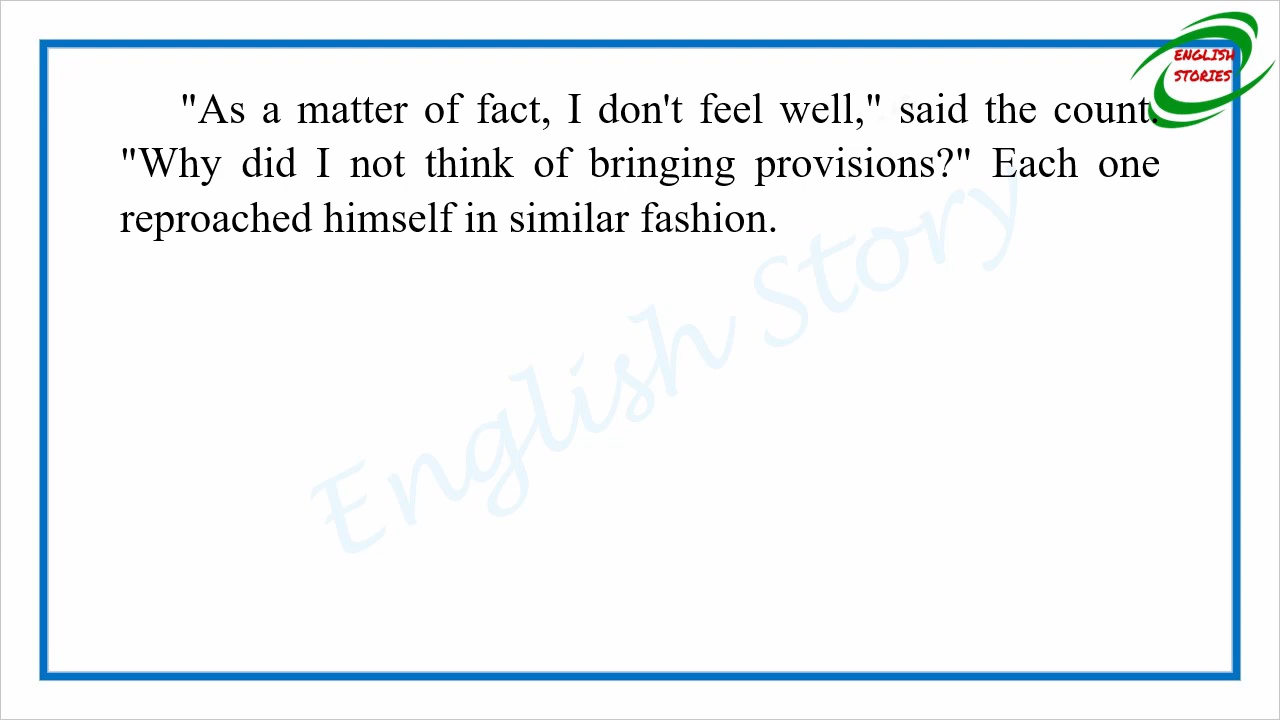 ENGLISH
STORIES
"As a matter of fact, I don't feel well," said the count.
"Why did I not think of bringing provisions?" Each one
reproached himself in similar fashion.
English Story